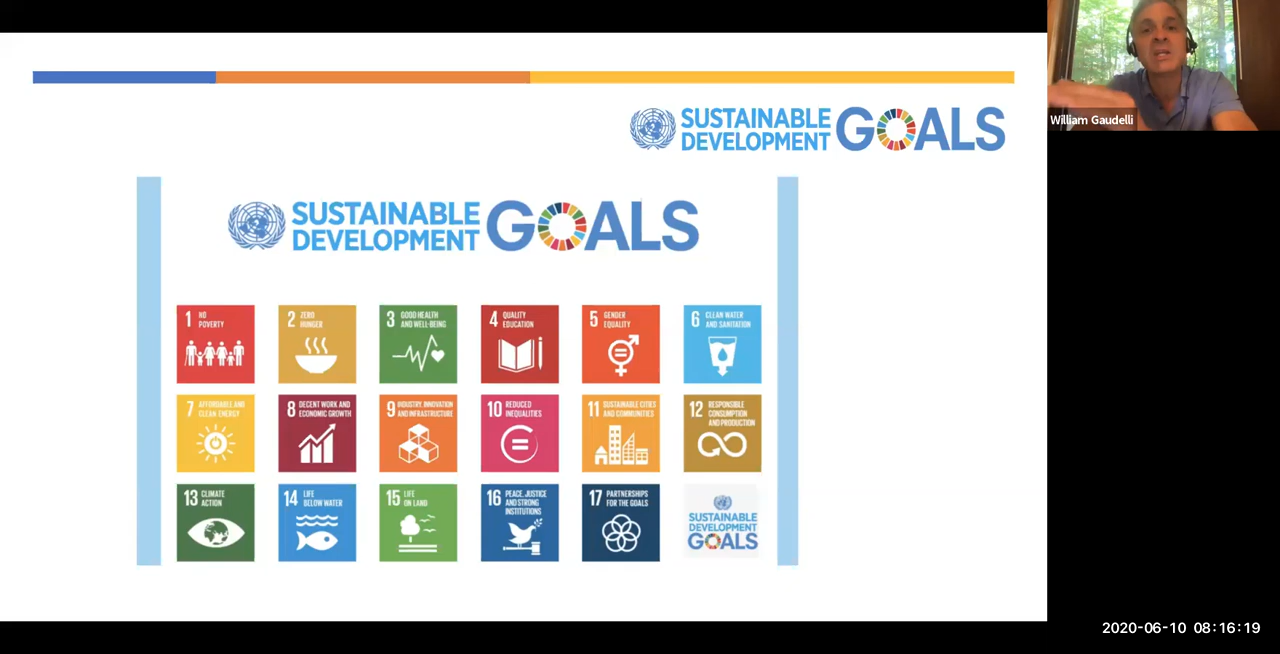 William Gaudelli
SUSTAINABLE
DEVELOPMENT
GOALS
SUSTAINABLE
DEVELOPMENT
GOALS
1 NO
POVERTY
2 ZERO
HUNGER
3 GOOD HEALTH
AND WELL-BEING
4 QUALITY
EDUCATION
5 GENDER
EQUALITY
6 CLEAN WATER
AND SANITATION
7 AFFORDABLE AND
CLEAN ENERGY
8 DECENT WORK AND
ECONOMIC GROWTH
9 INDUSTRY, INNOVATION
AND INFRASTRUCTURE
10 REDUCED
INEQUALITIES
11 SUSTAINABLE CITIES
AND COMMUNITIES
12 RESPONSIBLE
CONSUMPTION
AND PRODUCTION
13 CLIMATE
ACTION
14 LIFE
BELOW WATER
15 LIFE
ON LAND
16 PEACE, JUSTICE
AND STRONG
INSTITUTIONS
17 PARTNERSHIPS
FOR THE GOALS
SUSTAINABLE
DEVELOPMENT
GOALS
2020-06-10 08:16:19